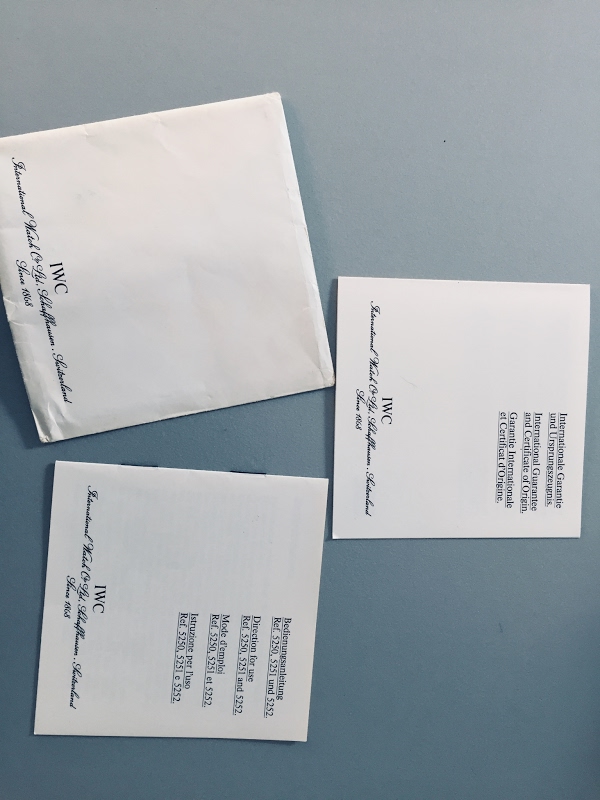 IWC
International Watch Co Ltd. Schaffhausen, Switzerland
Since 1868
Internationale Garantie
und Ursprungszeugnis.
International Guarantee
and Certificate of Origin.
Garantie Internationale
et Certificat d'Origine.
IWC
International Watch Co Ltd. Schaffhausen, Switzerland
Since 1868
Bedienungsanleitung
Ref. 5250, 5251 und 5252.
Direction for use
Ref. 5250, 5251 and 5252.
Mode d'emploi
Ref. 5250, 5251 et 5252.
Istruzione per l'uso
Ref. 5250, 5251 e 5252.
IWC
International Watch Co Ltd. Schaffhausen, Switzerland
Since 1868